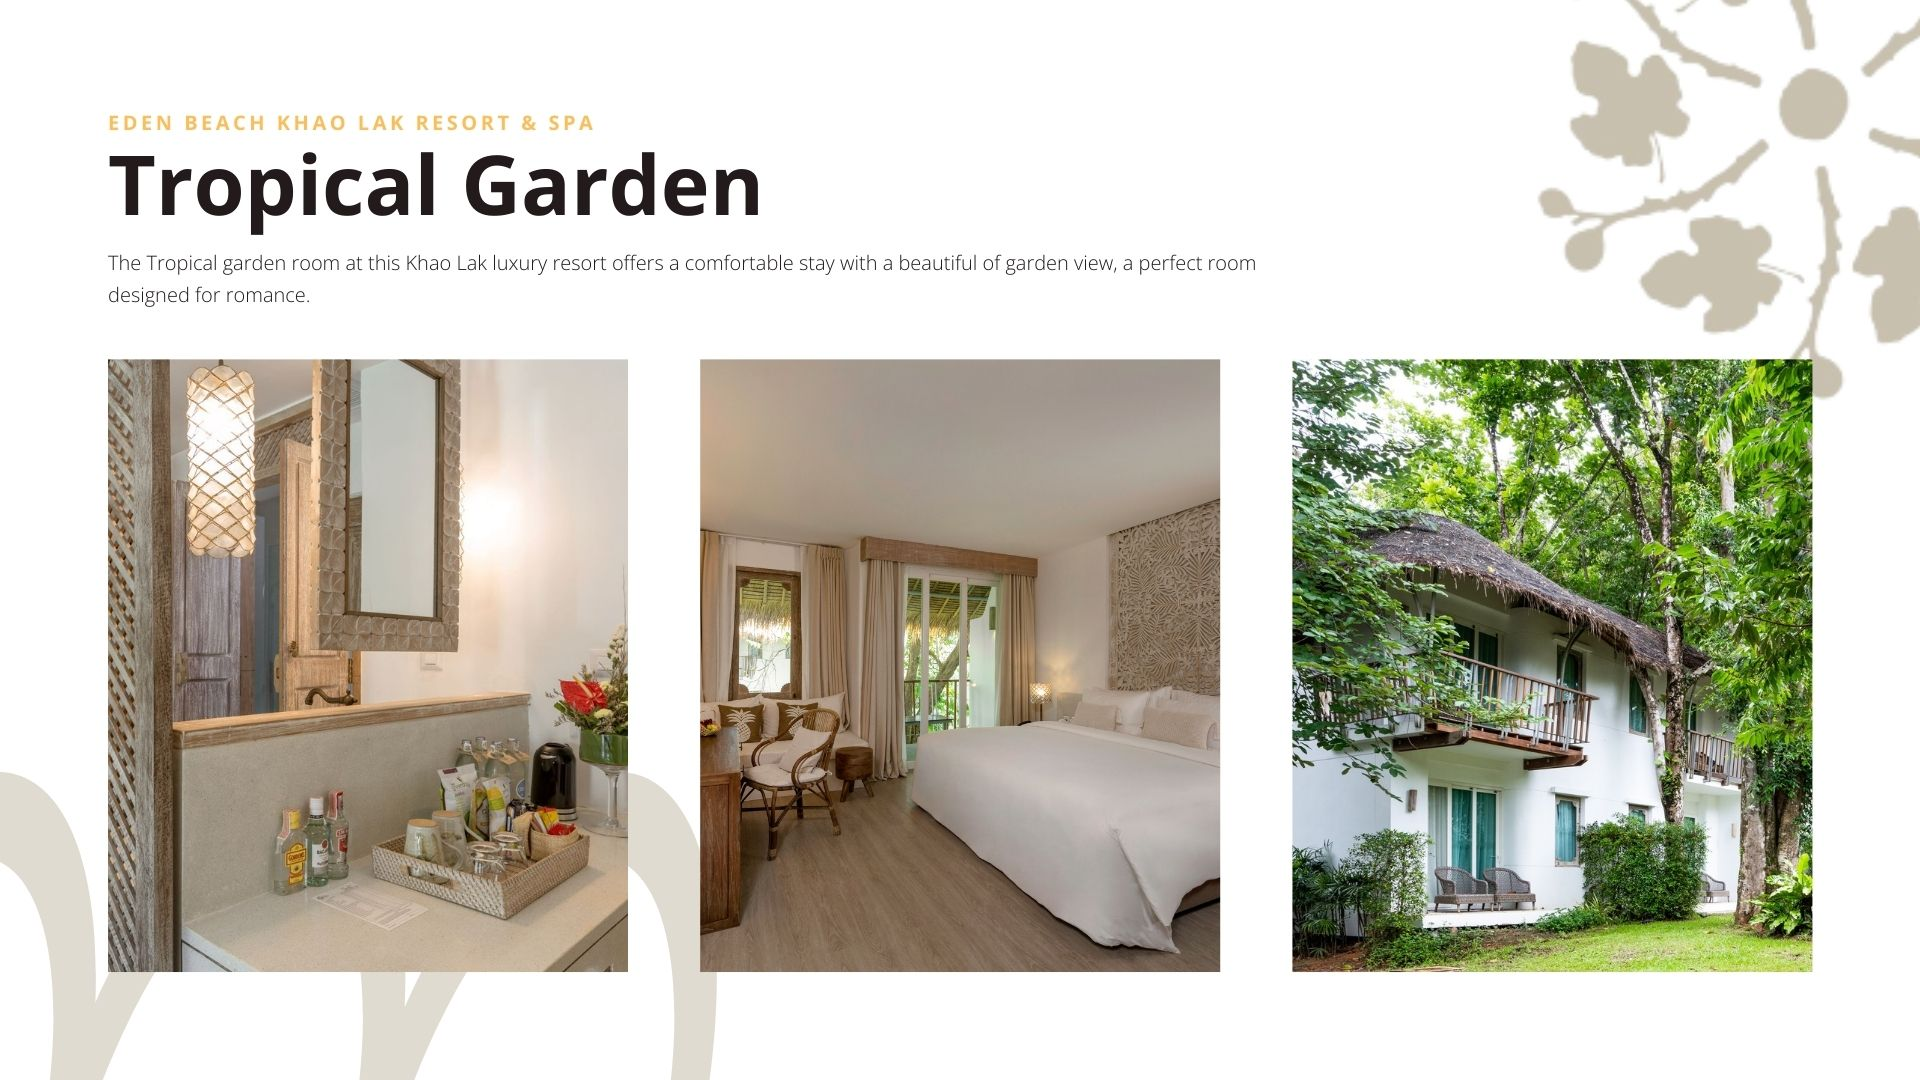 EDEN BEACH KHAO LAK RESORT & SPA
Tropical Garden
The Tropical garden room at this Khao Lak luxury resort offers a comfortable stay with a beautiful of garden view, a perfect room
designed for romance.